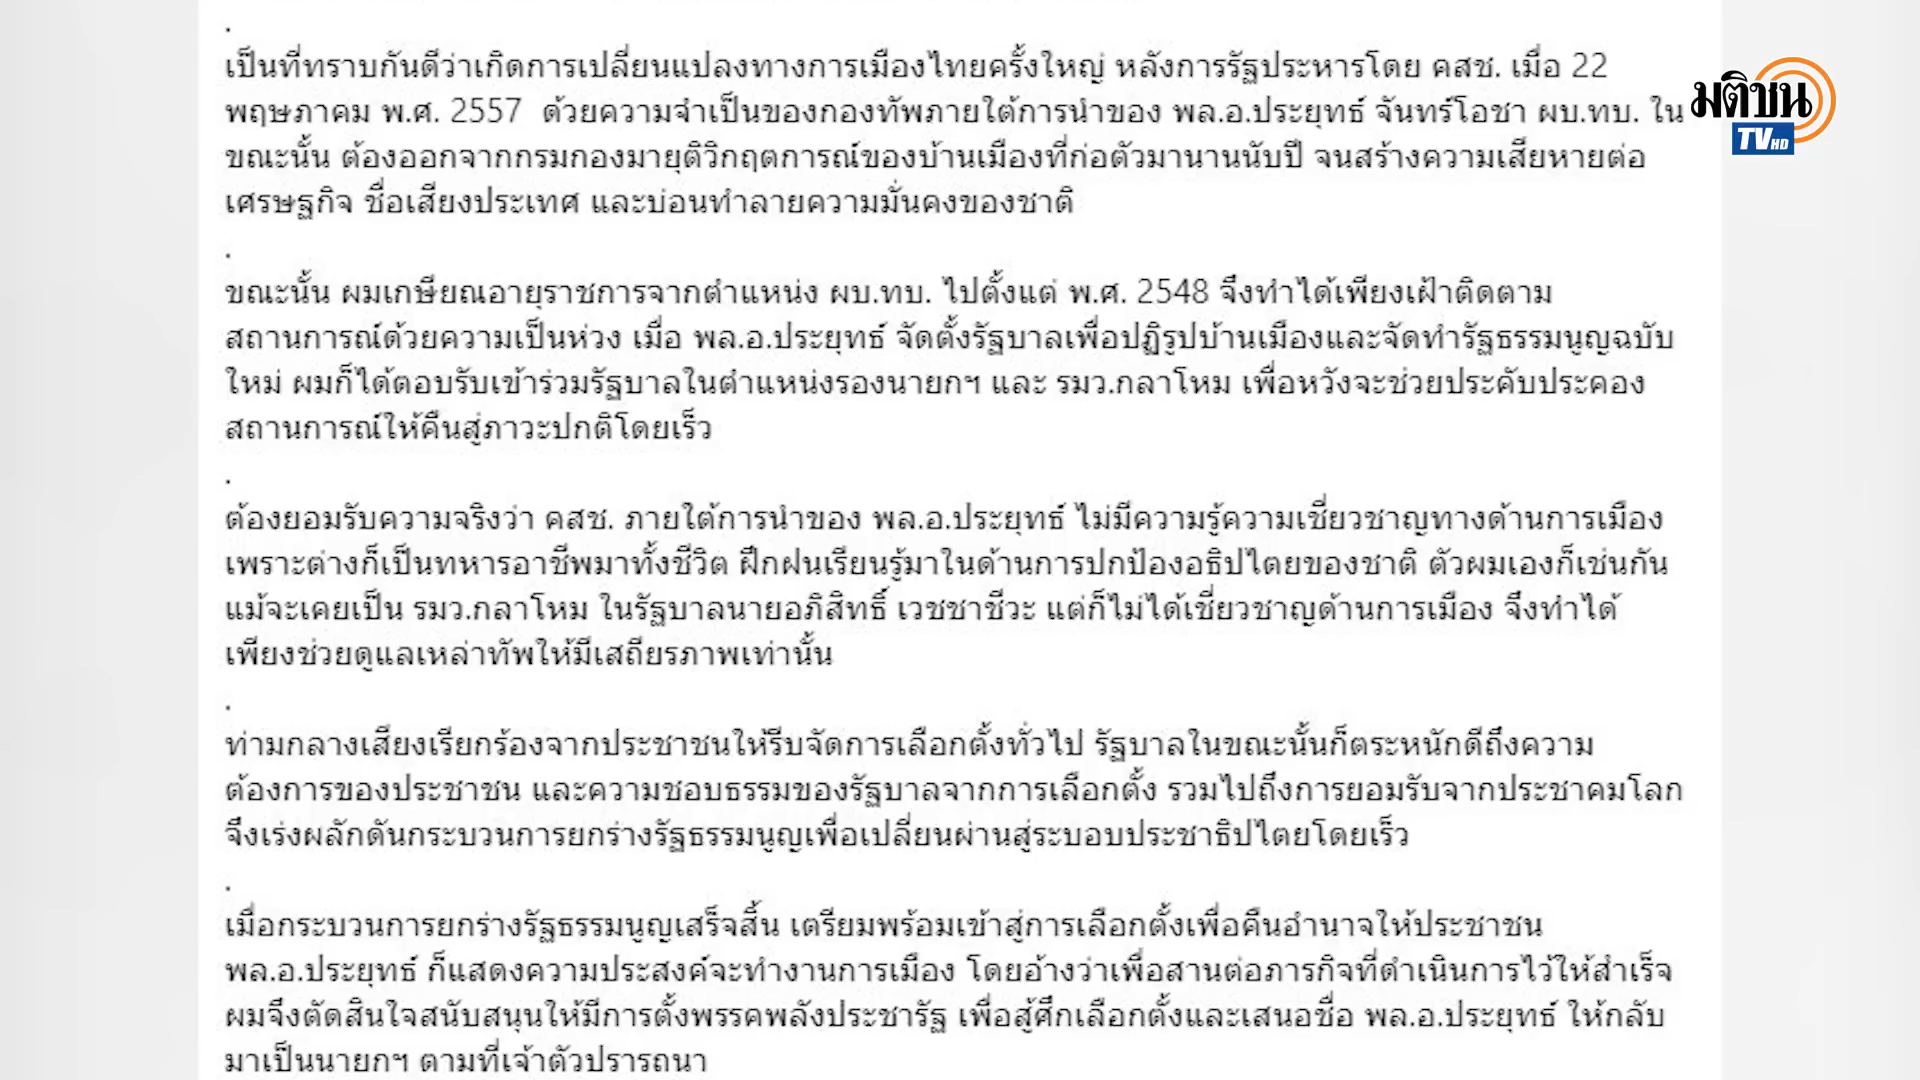 .
เป็นที่ทราบกันดีว่าเกิดการเปลี่ยนแปลงทางการเมืองไทยครั้งใหญ่ หลังการรัฐประหารโดย คสช. เมื่อ 22
พฤษภาคม พ.ศ. 2557 ด้วยความจำเป็นของกองทัพภายใต้การนำของ พล.อ.ประยุทธ์ จันทร์โอชา ผบ.ทบ. ใน
ขณะนั้น ต้องออกจากกรมกองมายุติวิกฤตการณ์ของบ้านเมืองที่ก่อตัวมานานนับปี จนสร้างความเสียหายต่อ
เศรษฐกิจ ชื่อเสียงประเทศ และบ่อนทำลายความมั่นคงของชาติ
.
ขณะนั้น ผมเกษียณอายุราชการจากตำแหน่ง ผบ.ทบ. ไปตั้งแต่ พ.ศ. 2548 จึงทำได้เพียงเฝ้าติดตาม
สถานการณ์ด้วยความเป็นห่วง เมื่อ พล.อ.ประยุทธ์ จัดตั้งรัฐบาลเพื่อปฏิรูปบ้านเมืองและจัดทำรัฐธรรมนูญฉบับ
ใหม่ ผมก็ได้ตอบรับเข้าร่วมรัฐบาลในตำแหน่งรองนายกฯ และ รมว.กลาโหม เพื่อหวังจะช่วยประคับประคอง
สถานการณ์ให้คืนสู่ภาวะปกติโดยเร็ว
.
ต้องยอมรับความจริงว่า คสช. ภายใต้การนำของ พล.อ.ประยุทธ์ ไม่มีความรู้ความเชี่ยวชาญทางด้านการเมือง
เพราะต่างก็เป็นทหารอาชีพมาทั้งชีวิต ฝึกฝนเรียนรู้มาในด้านการปกป้องอธิปไตยของชาติ ตัวผมเองก็เช่นกัน
แม้จะเคยเป็น รมว.กลาโหม ในรัฐบาลนายอภิสิทธิ์ เวชชาชีวะ แต่ก็ไม่ได้เชี่ยวชาญด้านการเมือง จึงทำได้
เพียงช่วยดูแลเหล่าทัพให้มีเสถียรภาพเท่านั้น
.
ท่ามกลางเสียงเรียกร้องจากประชาชนให้รีบจัดการเลือกตั้งทั่วไป รัฐบาลในขณะนั้นก็ตระหนักดีถึงความ
ต้องการของประชาชน และความชอบธรรมของรัฐบาลจากการเลือกตั้ง รวมไปถึงการยอมรับจากประชาคมโลก
จึงเร่งผลักดันกระบวนการยกร่างรัฐธรรมนูญเพื่อเปลี่ยนผ่านสู่ระบอบประชาธิปไตยโดยเร็ว
.
เมื่อกระบวนการยกร่างรัฐธรรมนูญเสร็จสิ้น เตรียมพร้อมเข้าสู่การเลือกตั้งเพื่อคืนอำนาจให้ประชาชน
พล.อ.ประยุทธ์ ก็แสดงความประสงค์จะทำงานการเมือง โดยอ้างว่าเพื่อสานต่อภารกิจที่ดำเนินการไว้ให้สำเร็จ
ผมจึงตัดสินใจสนับสนุนให้มีการตั้งพรรคพลังประชารัฐ เพื่อสู้ศึกเลือกตั้งและเสนอชื่อ พล.อ.ประยุทธ์ ให้กลับ
มาเป็นนายกฯ ตามที่เจ้าตัวปรารถนา
มติชน
TV HD